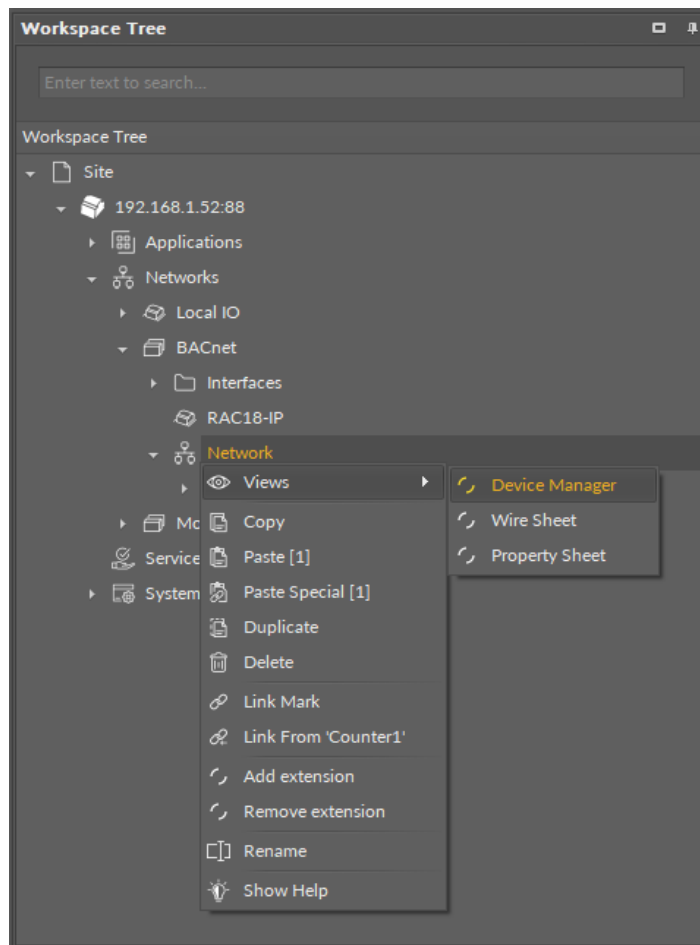 Workspace Tree
Enter text to search...
Workspace Tree
Site
192.168.1.52:88
Applications
Networks
Local IO
BACnet
Interfaces
RAC18-IP
Network
Views
Device Manager
Wire Sheet
Property Sheet
Copy
Mo
Paste [1]
Service
Paste Special [1]
System
Duplicate
Delete
Link Mark
Link From 'Counter1'
Add extension
Remove extension
Rename
Show Help